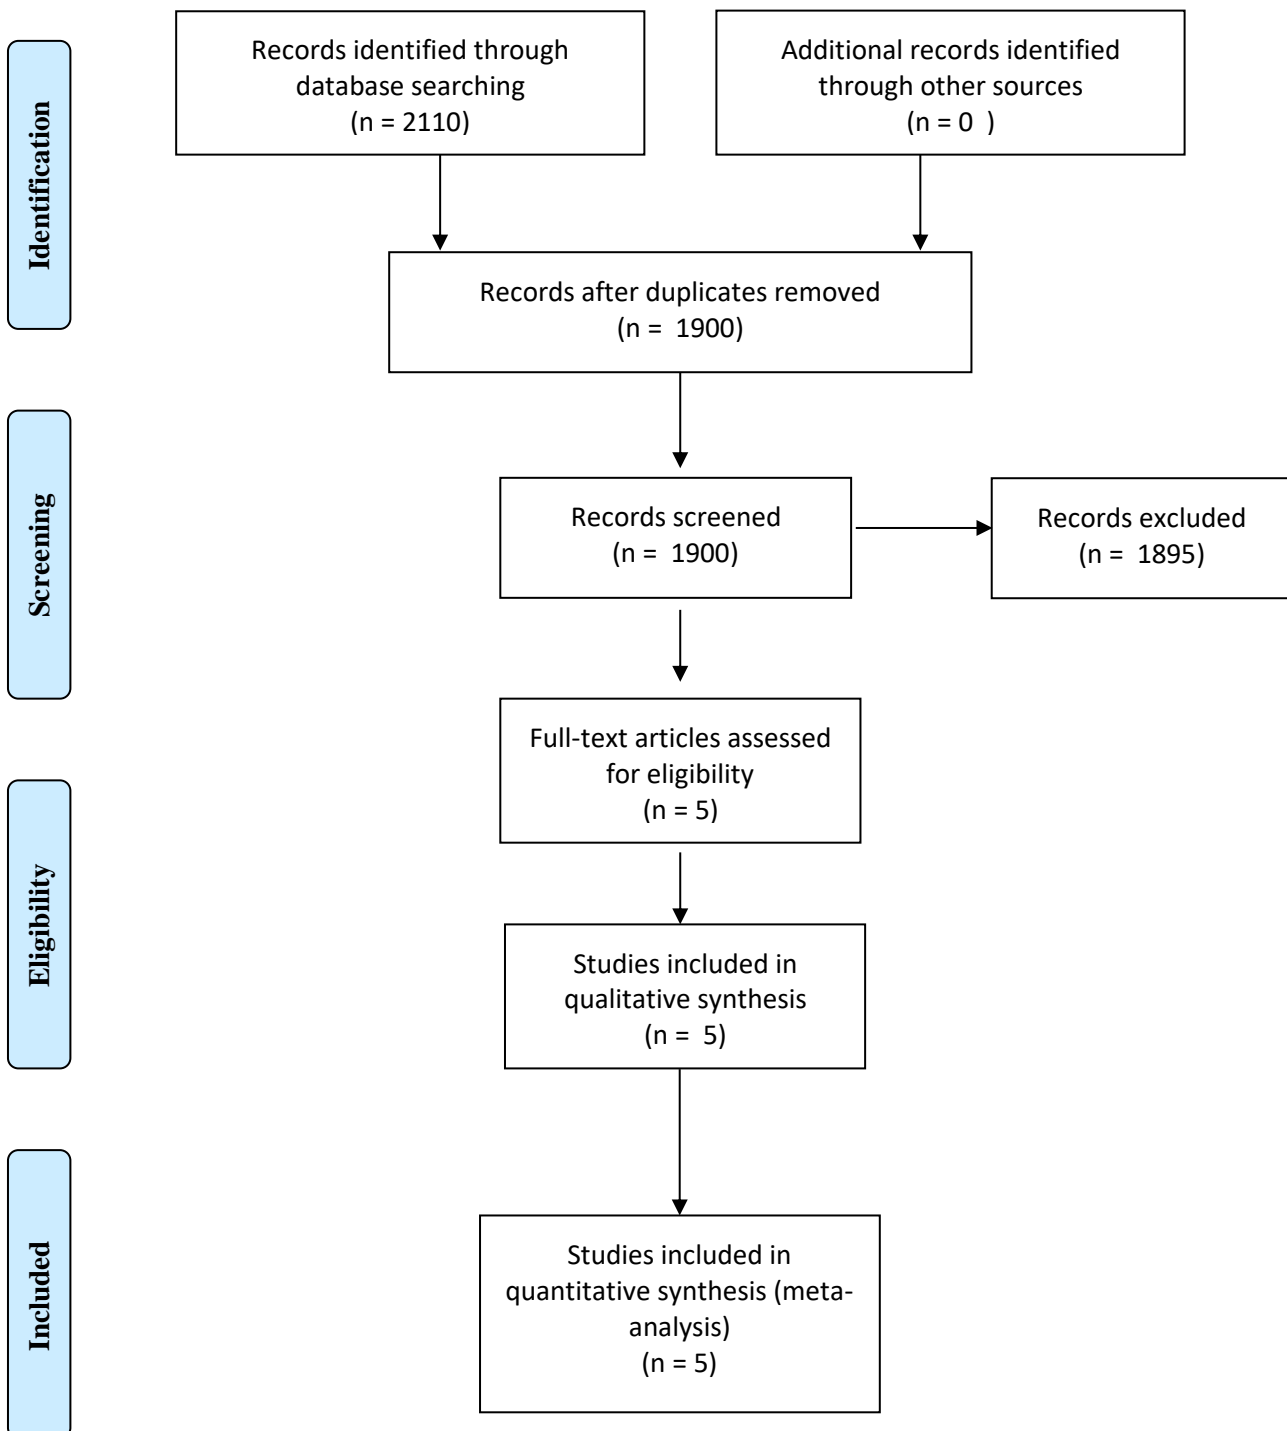 Identification
Records identified through
database searching
(n = 2110)
Additional records identified
through other sources
(n = 0  )
Records after duplicates removed
(n =  1900)
Screening
Records screened
(n =  1900)
Records excluded
(n =  1895)
Full-text articles assessed
for eligibility
(n = 5)
Eligibility
Studies included in
qualitative synthesis
(n =  5)
Included
Studies included in
quantitative synthesis (meta-
analysis)
(n = 5)